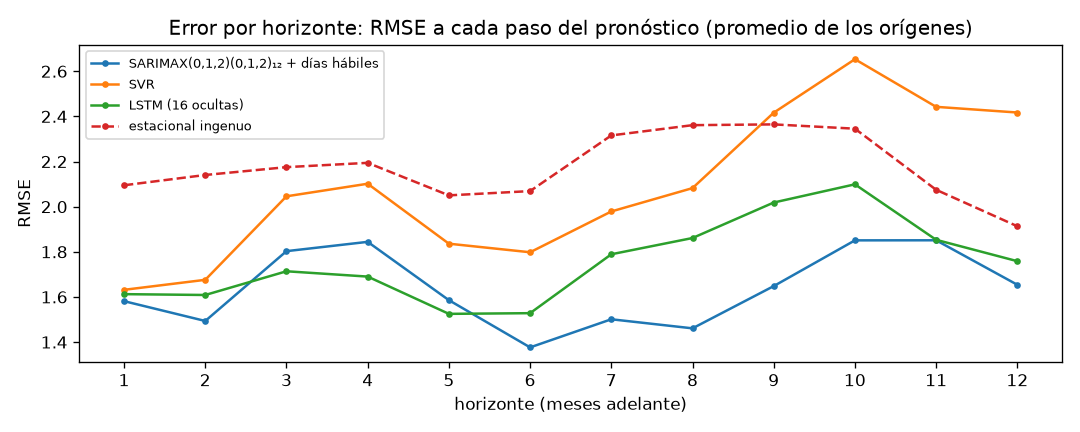 Error por horizonte: RMSE a cada paso del pronóstico (promedio de los orígenes)
SARIMAX(0,1,2)(0,1,2)₁₂ + días hábiles
SVR
LSTM (16 ocultas)
estacional ingenuo
RMSE
2.6
2.4
2.2
2.0
1.8
1.6
1.4
1 2 3 4 5 6 7 8 9 10 11 12
horizonte (meses adelante)